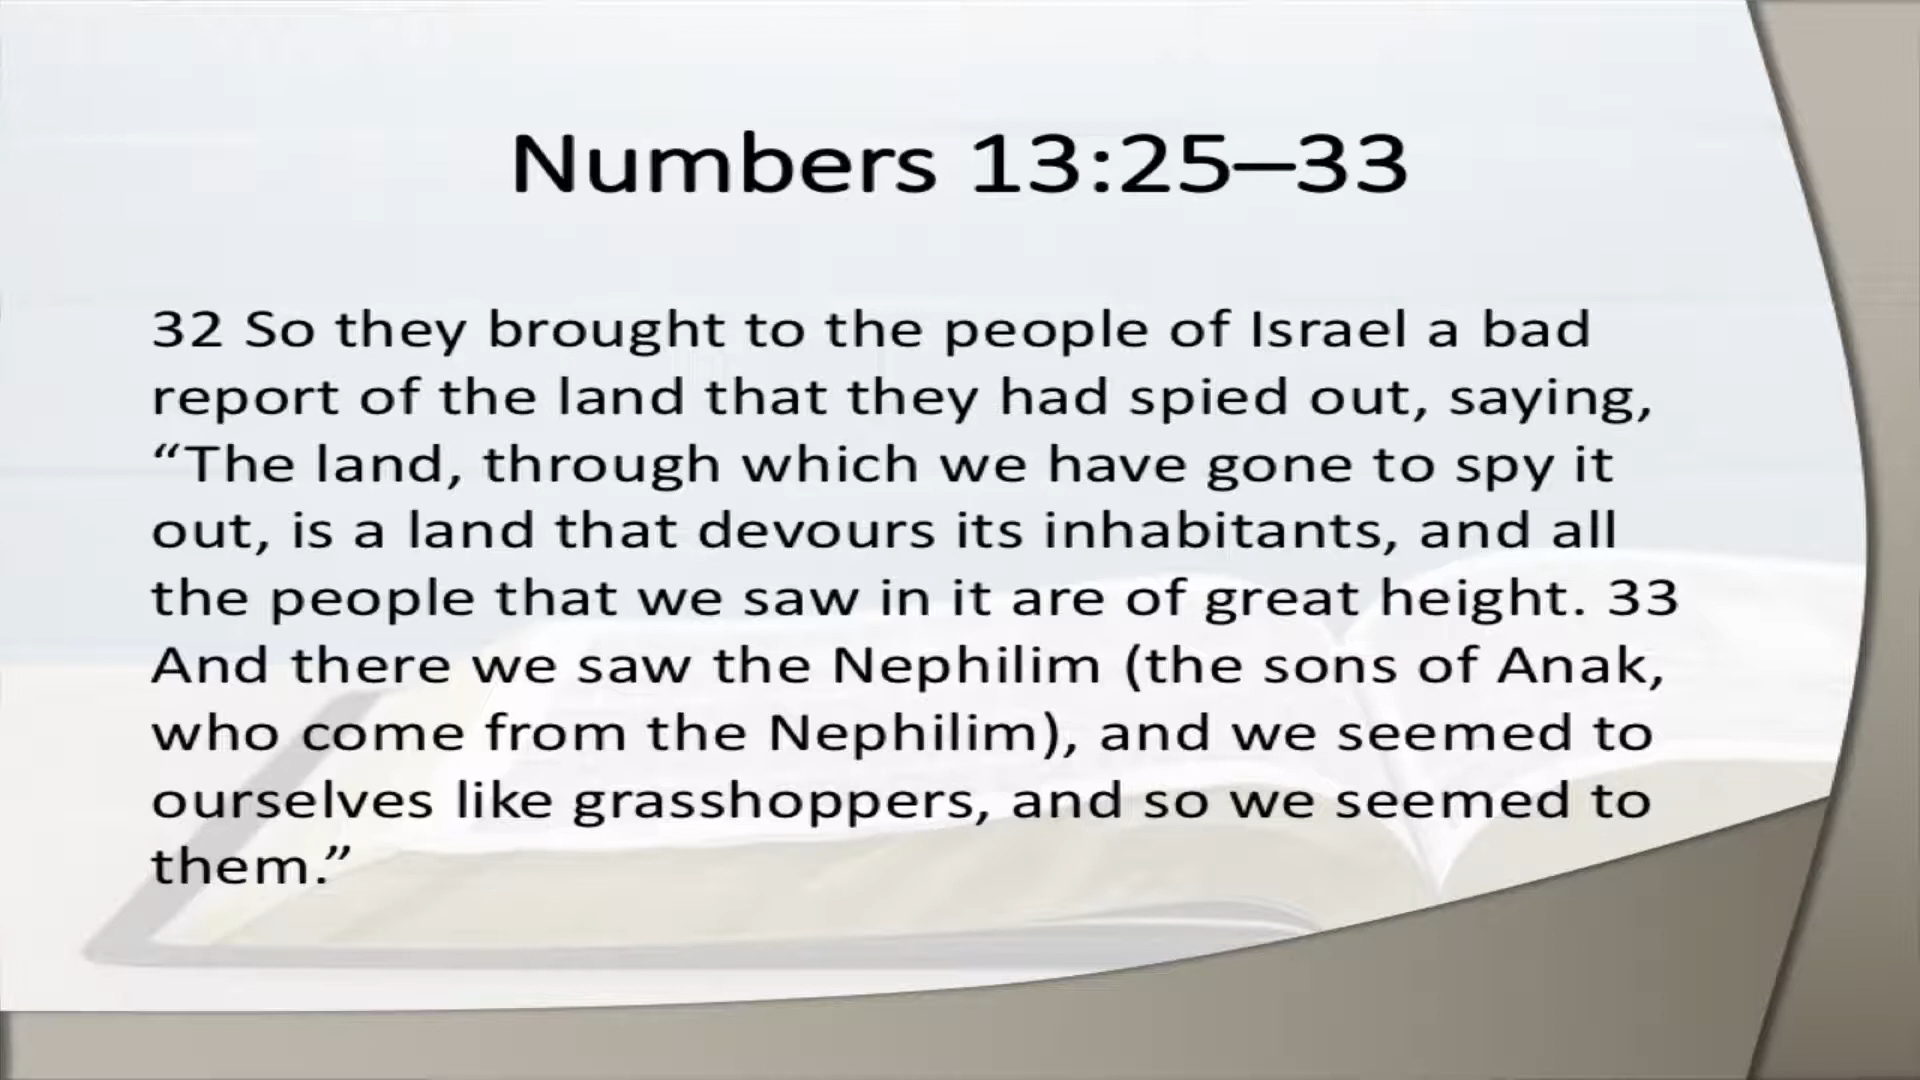 Numbers 13:25–33
32 So they brought to the people of Israel a bad
report of the land that they had spied out, saying,
“The land, through which we have gone to spy it
out, is a land that devours its inhabitants, and all
the people that we saw in it are of great height. 33
And there we saw the Nephilim (the sons of Anak,
who come from the Nephilim), and we seemed to
ourselves like grasshoppers, and so we seemed to
them.”